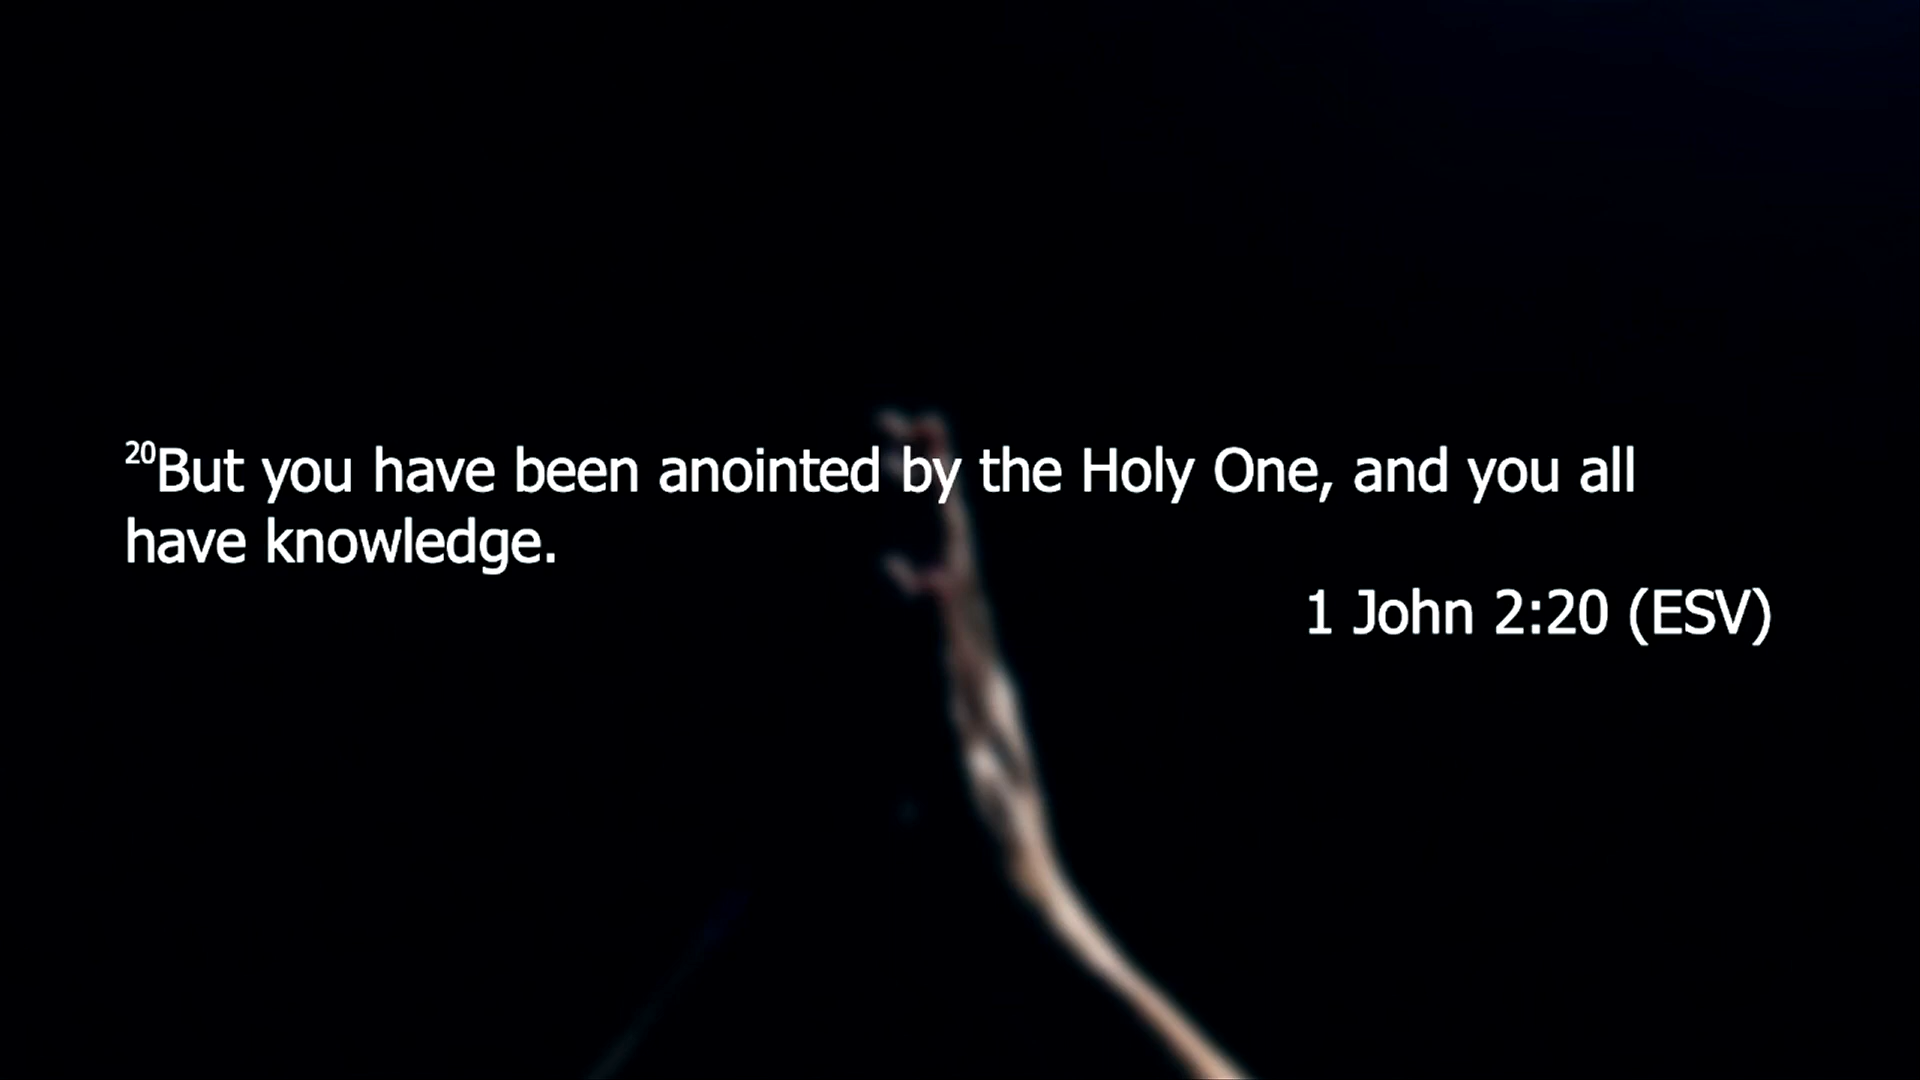 20But you have been anointed by the Holy One, and you all
have knowledge.
1 John 2:20 (ESV)